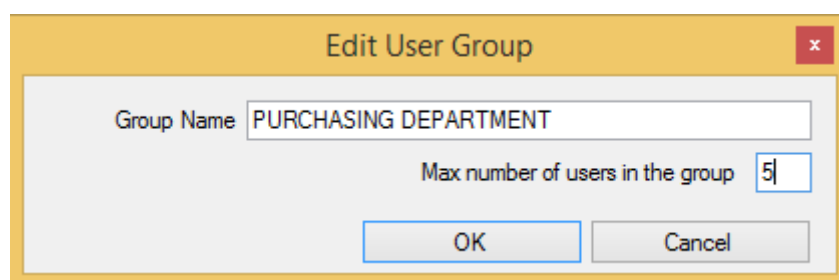 Edit User Group
x
Group Name PURCHASING DEPARTMENT
Max number of users in the group 5
OK Cancel